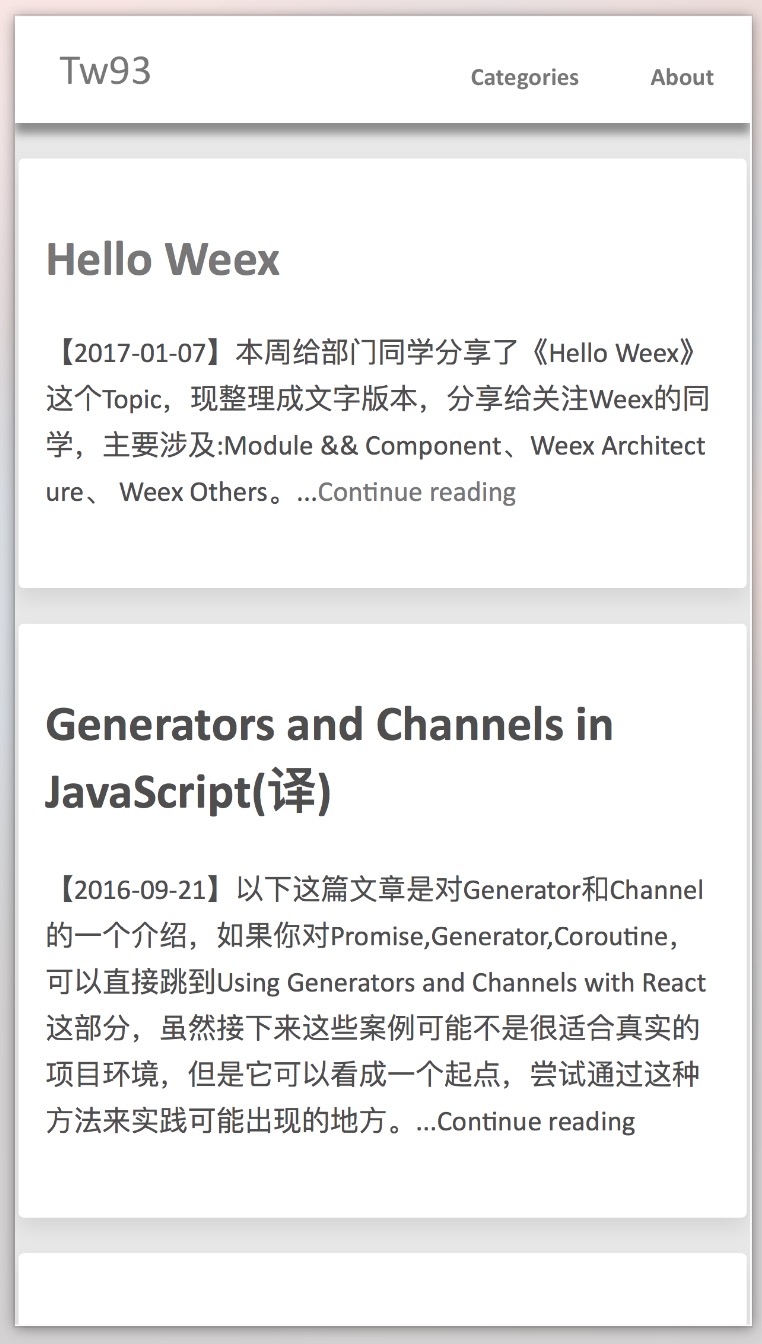 Tw93
Categories
About
Hello Weex
【2017-01-07】本周给部门同学分享了《Hello Weex》
这个Topic，现整理成文字版本，分享给关注Weex的同
学，主要涉及:Module && Component、Weex Architect
ure、 Weex Others。...Continue reading
Generators and Channels in
JavaScript(译)
【2016-09-21】以下这篇文章是对Generator和Channel
的一个介绍，如果你对Promise,Generator,Coroutine，
可以直接跳到Using Generators and Channels with React
这部分，虽然接下来这些案例可能不是很适合真实的
项目环境，但是它可以看成一个起点，尝试通过这种
方法来实践可能出现的地方。...Continue reading